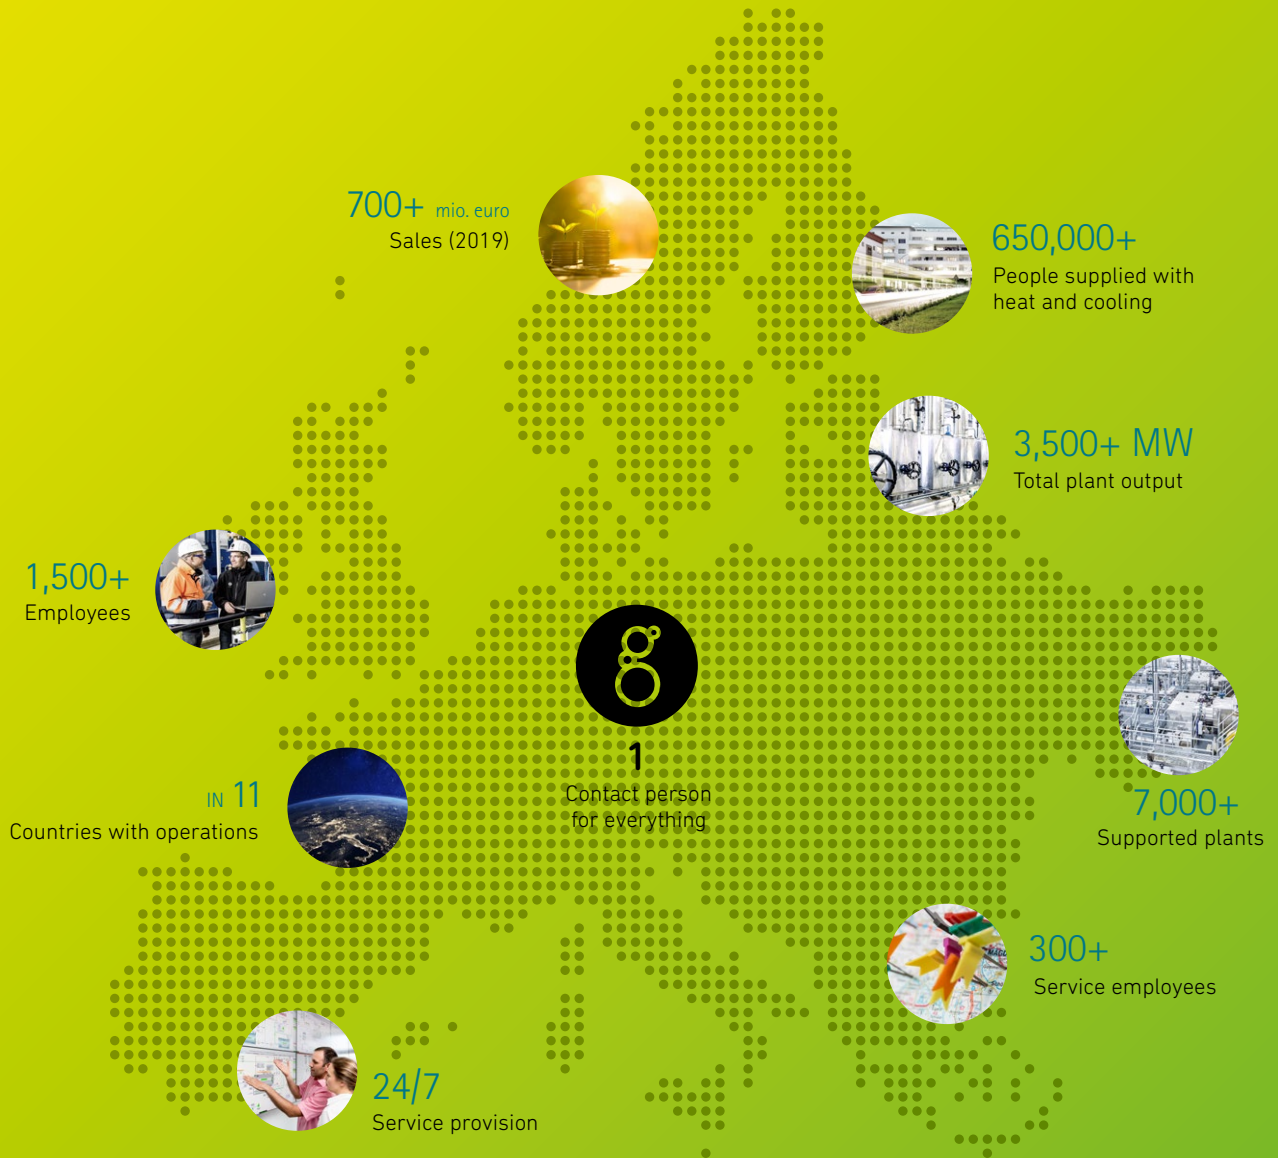 700+ mio. euro
Sales (2019)
650,000+
People supplied with
heat and cooling
3,500+ MW
Total plant output
1,500+
Employees
1
Contact person
for everything
IN 11
Countries with operations
7,000+
Supported plants
300+
Service employees
24/7
Service provision